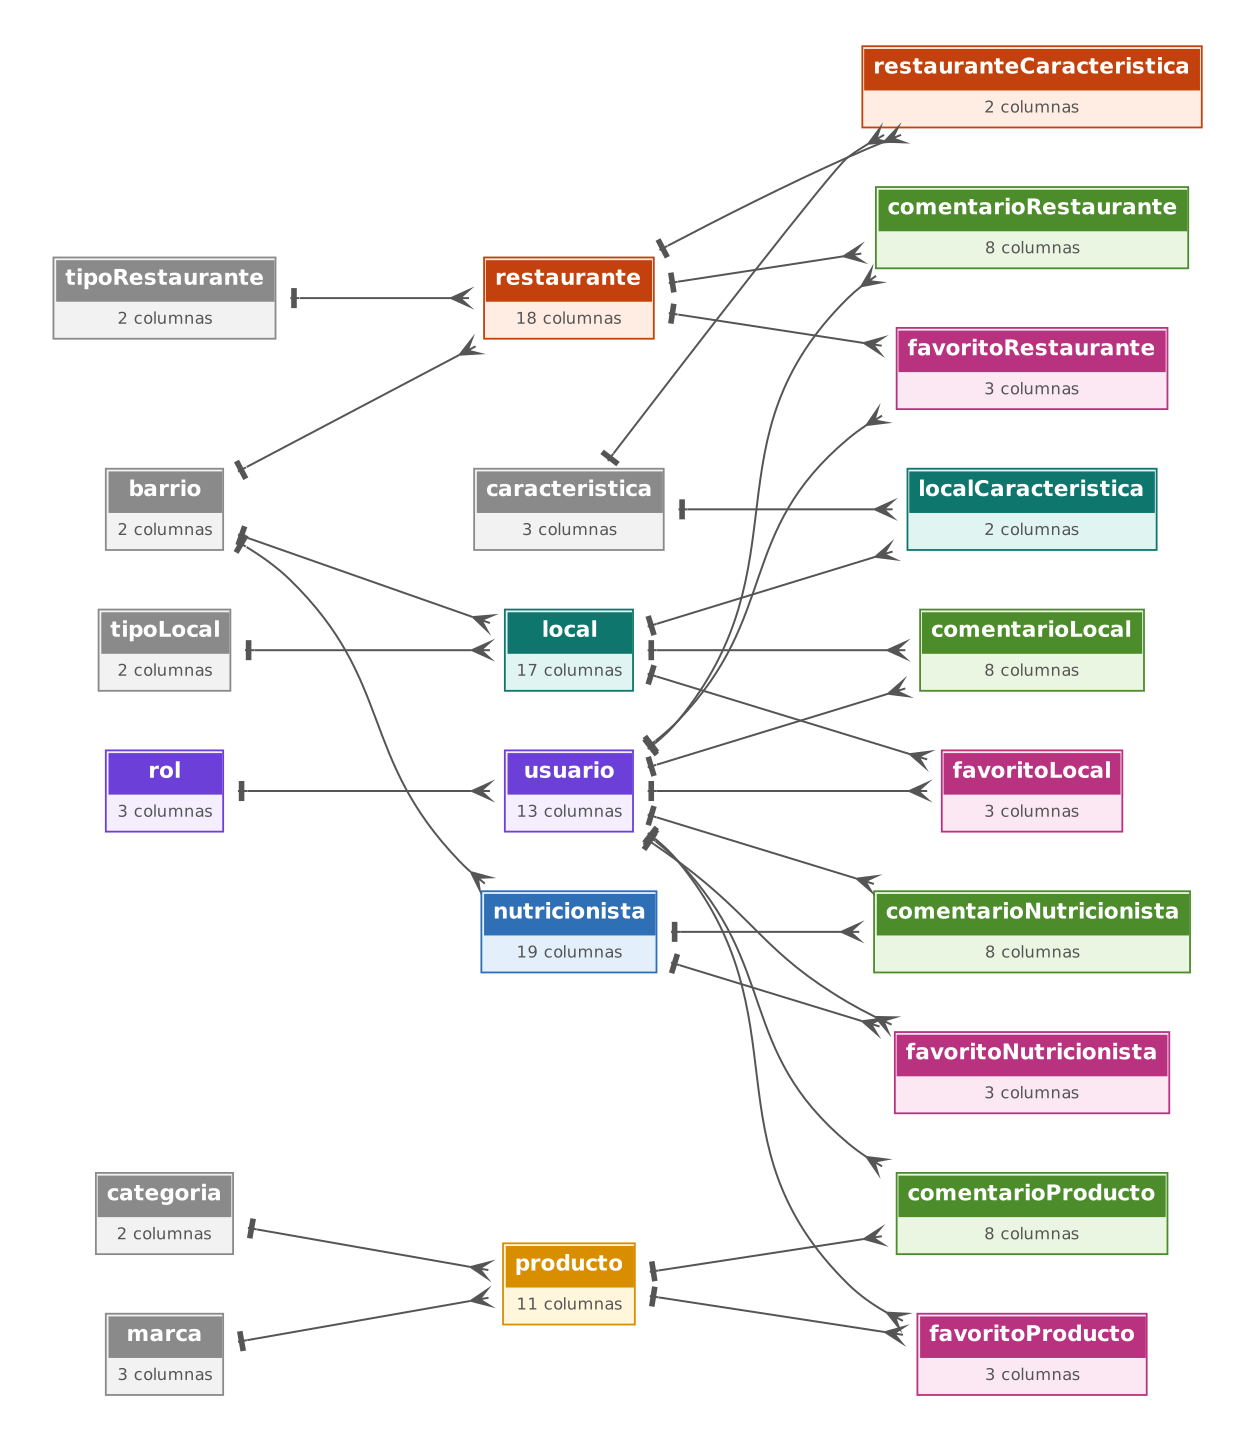 restauranteCaracteristica
2 columnas
comentarioRestaurante
8 columnas
tipoRestaurante
2 columnas
restaurante
18 columnas
favoritoRestaurante
3 columnas
barrio
2 columnas
caracteristica
3 columnas
localCaracteristica
2 columnas
tipoLocal
2 columnas
local
17 columnas
comentarioLocal
8 columnas
rol
3 columnas
usuario
13 columnas
favoritoLocal
3 columnas
nutricionista
19 columnas
comentarioNutricionista
8 columnas
favoritoNutricionista
3 columnas
categoria
2 columnas
comentarioProducto
8 columnas
producto
11 columnas
marca
3 columnas
favoritoProducto
3 columnas